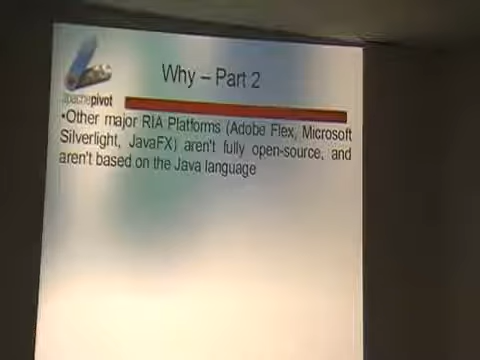 Why – Part 2
apachepivot
•Other major RIA Platforms (Adobe Flex, Microsoft
Silverlight, JavaFX) aren't fully open-source, and
aren't based on the Java language